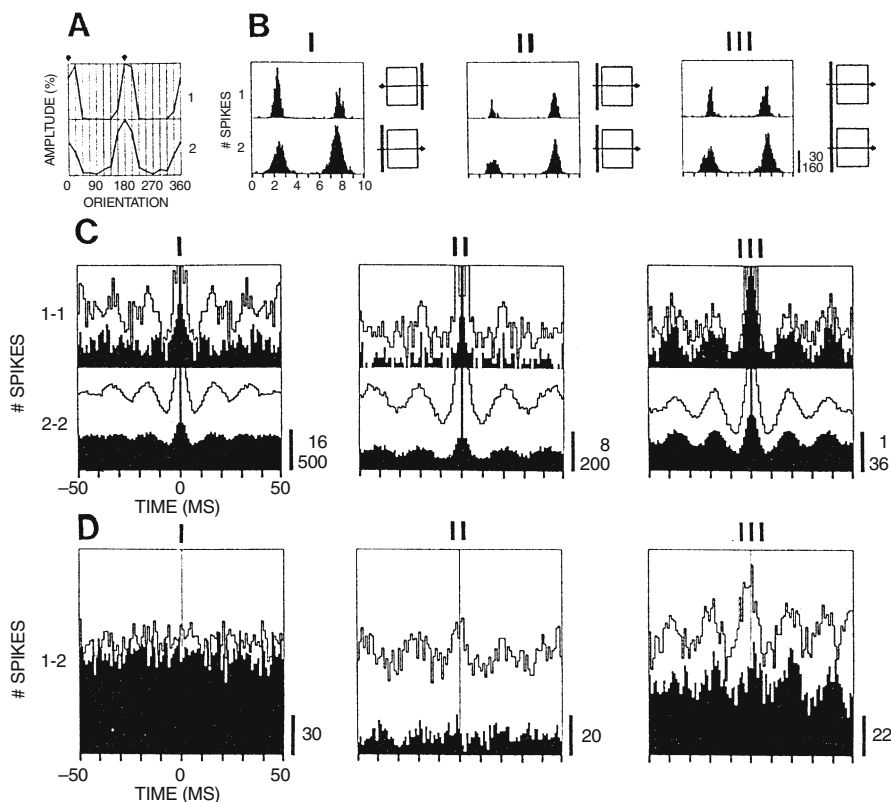 A
B
I
II
III
AMPLTUDE (%)
1
2
0 90 180 270 360
ORIENTATION
# SPIKES
1
2
0 2 4 6 8 10
30
160
C
I
II
III
# SPIKES
1-1
2-2
16
500
8
200
1
36
–50 0 50
TIME (MS)
D
I
II
III
# SPIKES
1-2
30
20
22
–50 0 50
TIME (MS)